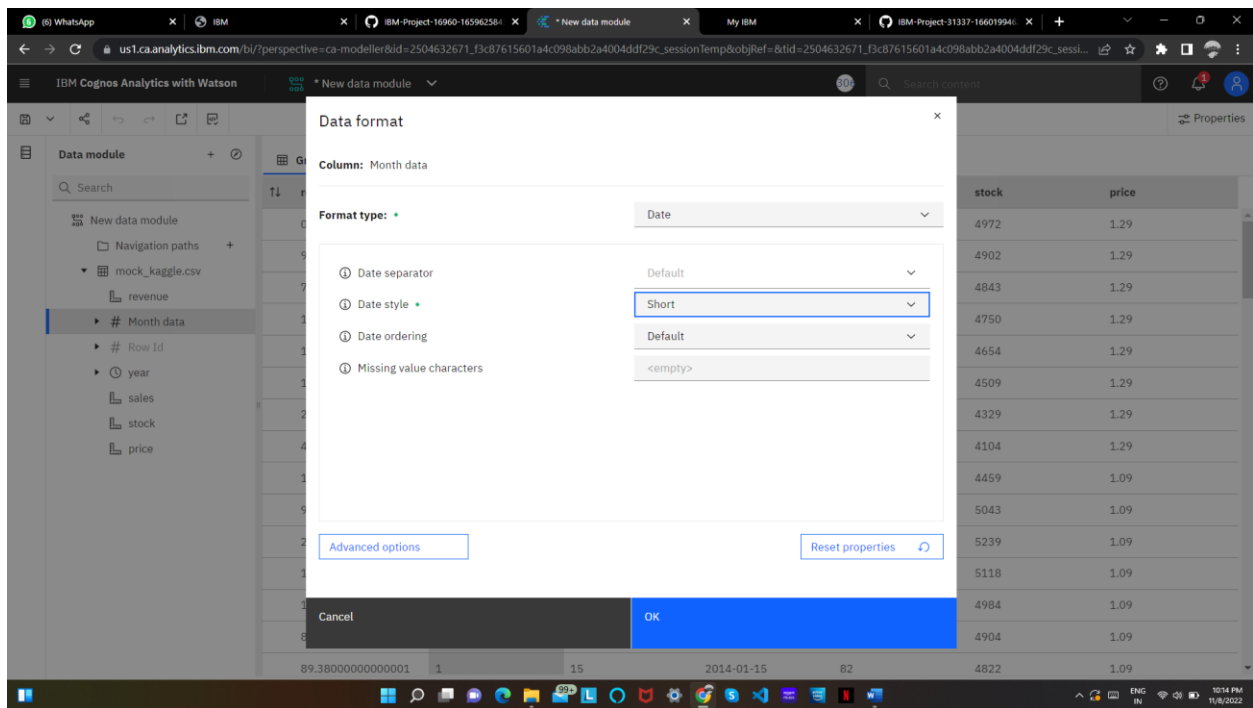 (6) WhatsApp
IBM
IBM-Project-16960-165962584
* New data module
My IBM
IBM-Project-31337-166019946
us1.ca.analytics.ibm.com/bi/?perspective=ca-modeller&id=2504632671_f3c87615601a4c098abb2a4004ddf29c_sessionTemp&objRef=&tid=2504632671_f3c87615601a4c098abb2a4004ddf29c_sessi...
IBM Cognos Analytics with Watson
* New data module
Search content
1
Properties
Data module
Search
New data module
Navigation paths
mock_kaggle.csv
revenue
# Month data
# Row Id
year
sales
stock
price
Data format
Column: Month data
Format type:
Date
Date separator
Default
Date style
Short
Date ordering
Default
Missing value characters
<empty>
Advanced options
Reset properties
Cancel
OK
stock price
4972 1.29
4902 1.29
4843 1.29
4750 1.29
4654 1.29
4509 1.29
4329 1.29
4104 1.29
4459 1.09
5043 1.09
5239 1.09
5118 1.09
4984 1.09
4904 1.09
89.38000000000001 1 15 2014-01-15 82 4822 1.09
99+
ENG
IN
10:14 PM
11/8/2022